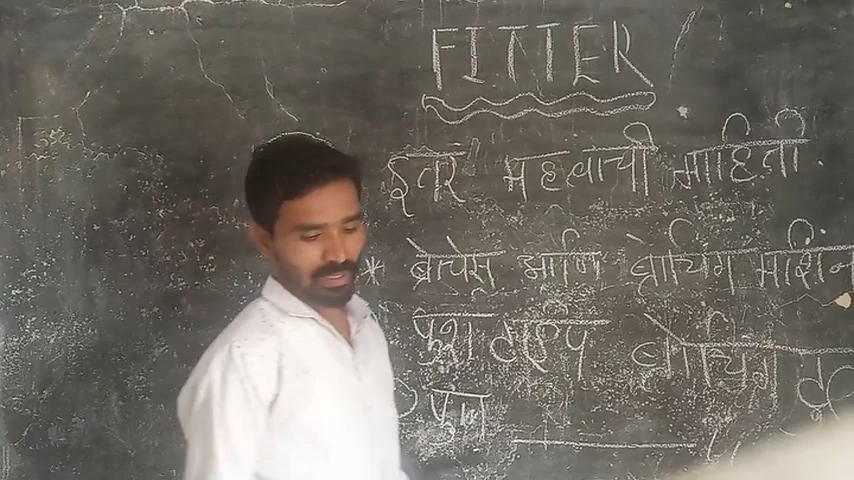 FITTER
इतर महत्वाची माहिती.
* ब्रोचेस आणि ब्रोचिंग मशिन
पुश टाईप ब्रोचिंग
पुल